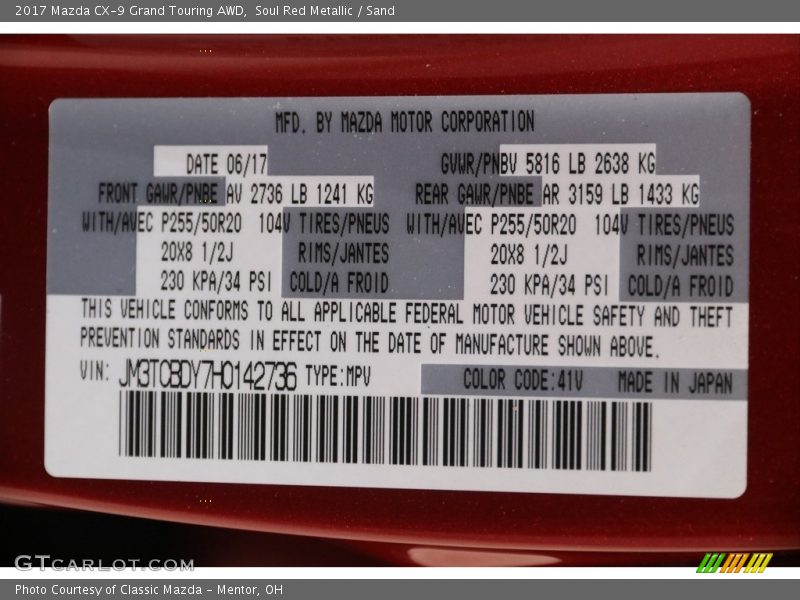 2017 Mazda CX-9 Grand Touring AWD,  Soul Red Metallic / Sand
MFD. BY MAZDA MOTOR CORPORATION
DATE 06/17 GVWR/PNBV 5816 LB 2638 KG
FRONT GAWR/PNBE AV 2736 LB 1241 KG REAR GAWR/PNBE AR 3159 LB 1433 KG
WITH/AVEC P255/50R20 104V TIRES/PNEUS WITH/AVEC P255/50R20 104V TIRES/PNEUS
20X8 1/2J RIMS/JANTES 20X8 1/2J RIMS/JANTES
230 KPA/34 PSI COLD/A FROID 230 KPA/34 PSI COLD/A FROID
THIS VEHICLE CONFORMS TO ALL APPLICABLE FEDERAL MOTOR VEHICLE SAFETY AND THEFT
PREVENTION STANDARDS IN EFFECT ON THE DATE OF MANUFACTURE SHOWN ABOVE.
VIN: JM3TCBDY7H0142736 TYPE:MPV COLOR CODE:41V MADE IN JAPAN
GTCARLOT.COM
Photo Courtesy of Classic Mazda - Mentor, OH